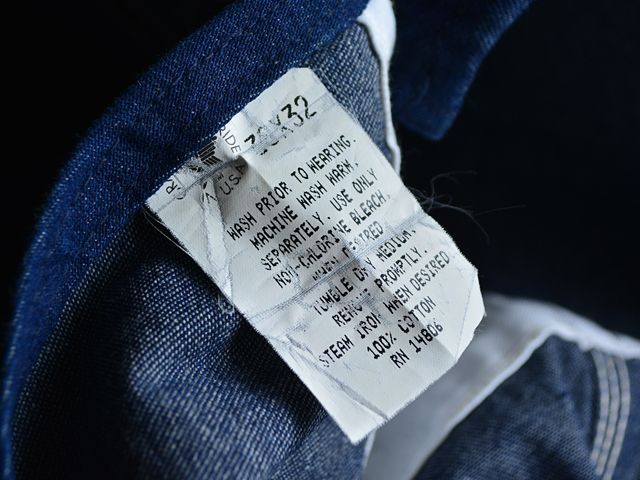 U.S.A.
WASH PRIOR TO WEARING.
MACHINE WASH WARM.
SEPARATELY. USE ONLY
NON-CHLORINE BLEACH.
WHEN DESIRED
TUMBLE DRY MEDIUM.
REMOVE PROMPTLY.
STEAM IRON WHEN DESIRED
100% COTTON
RN 14806